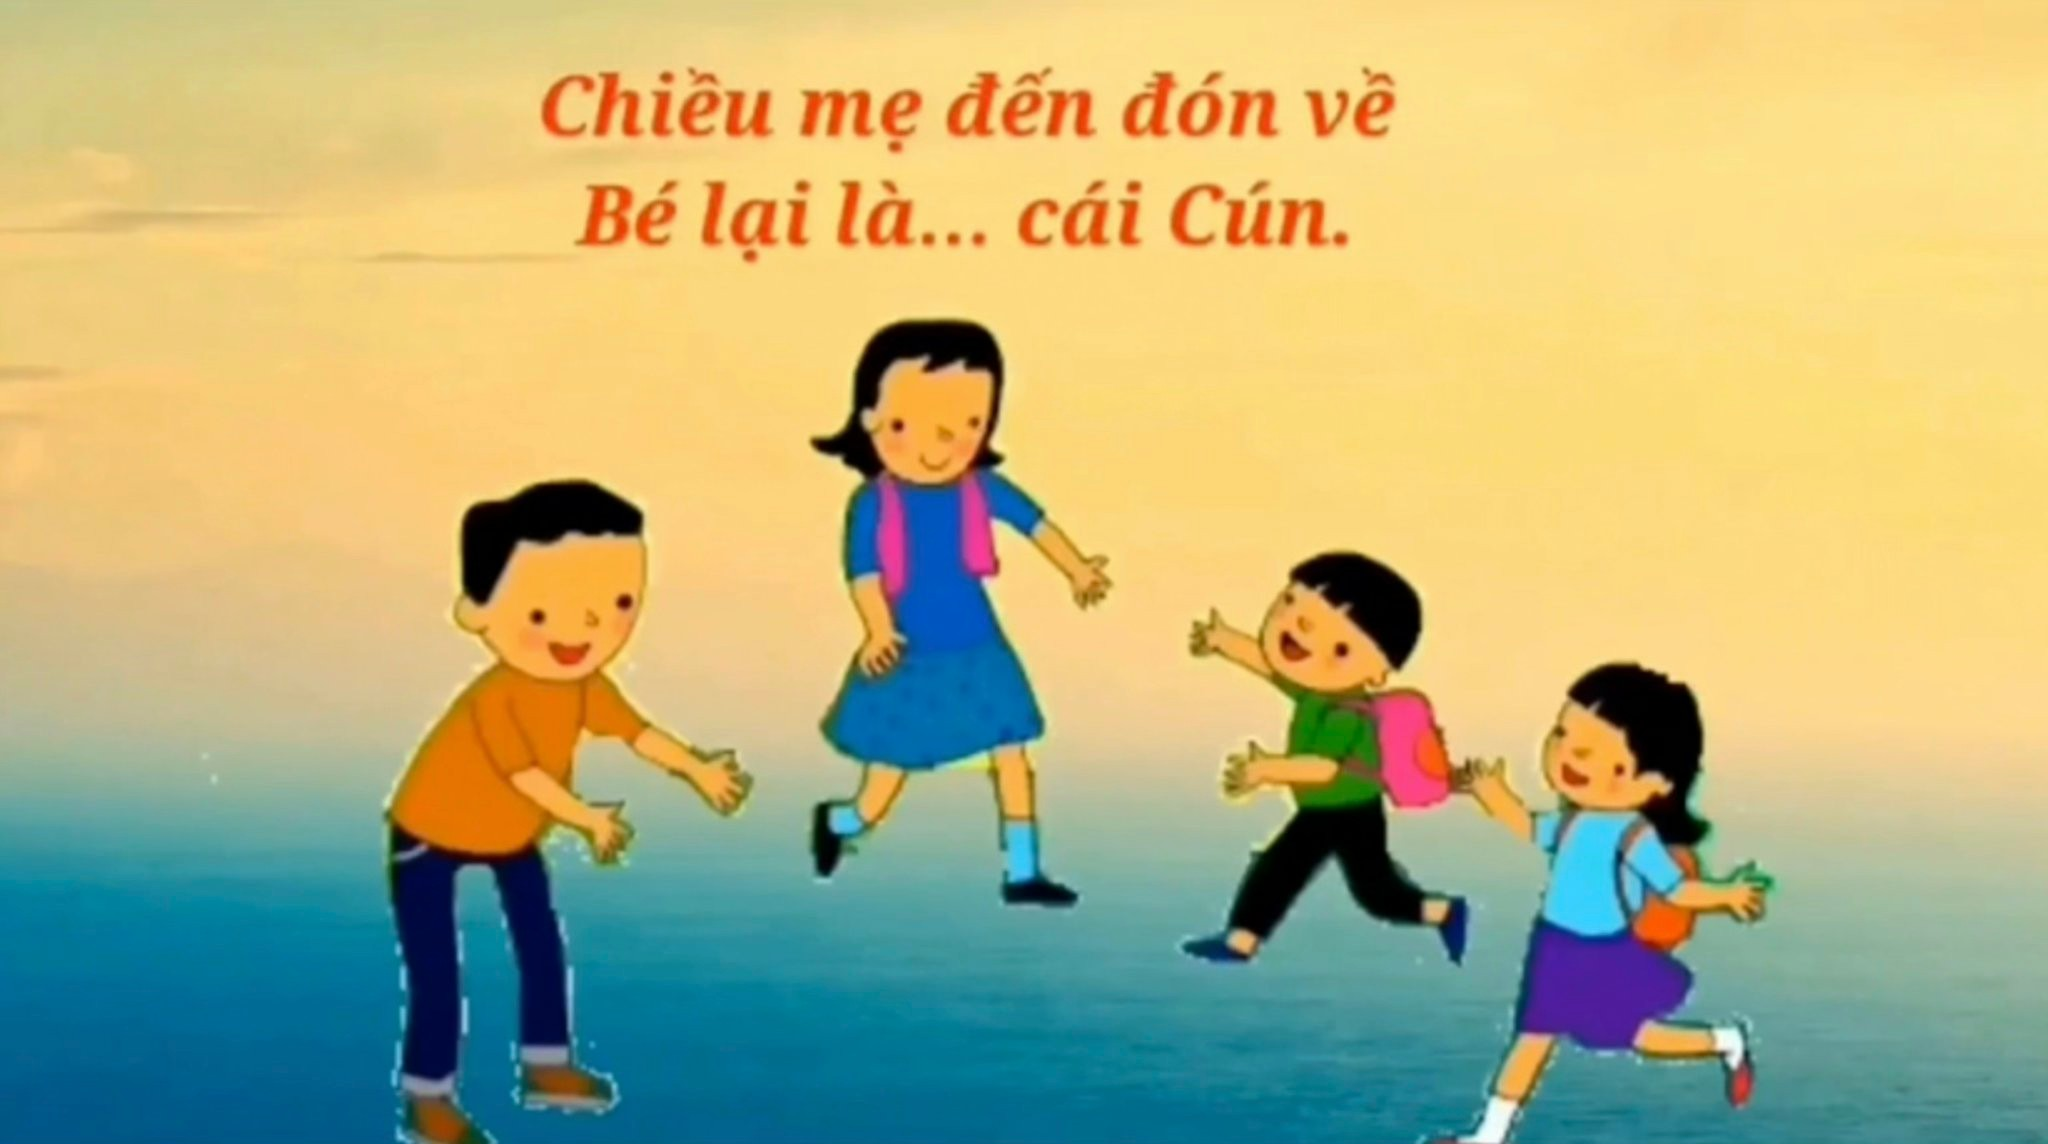 Chiều mẹ đến đón về
Bé lại là... cái Cún.